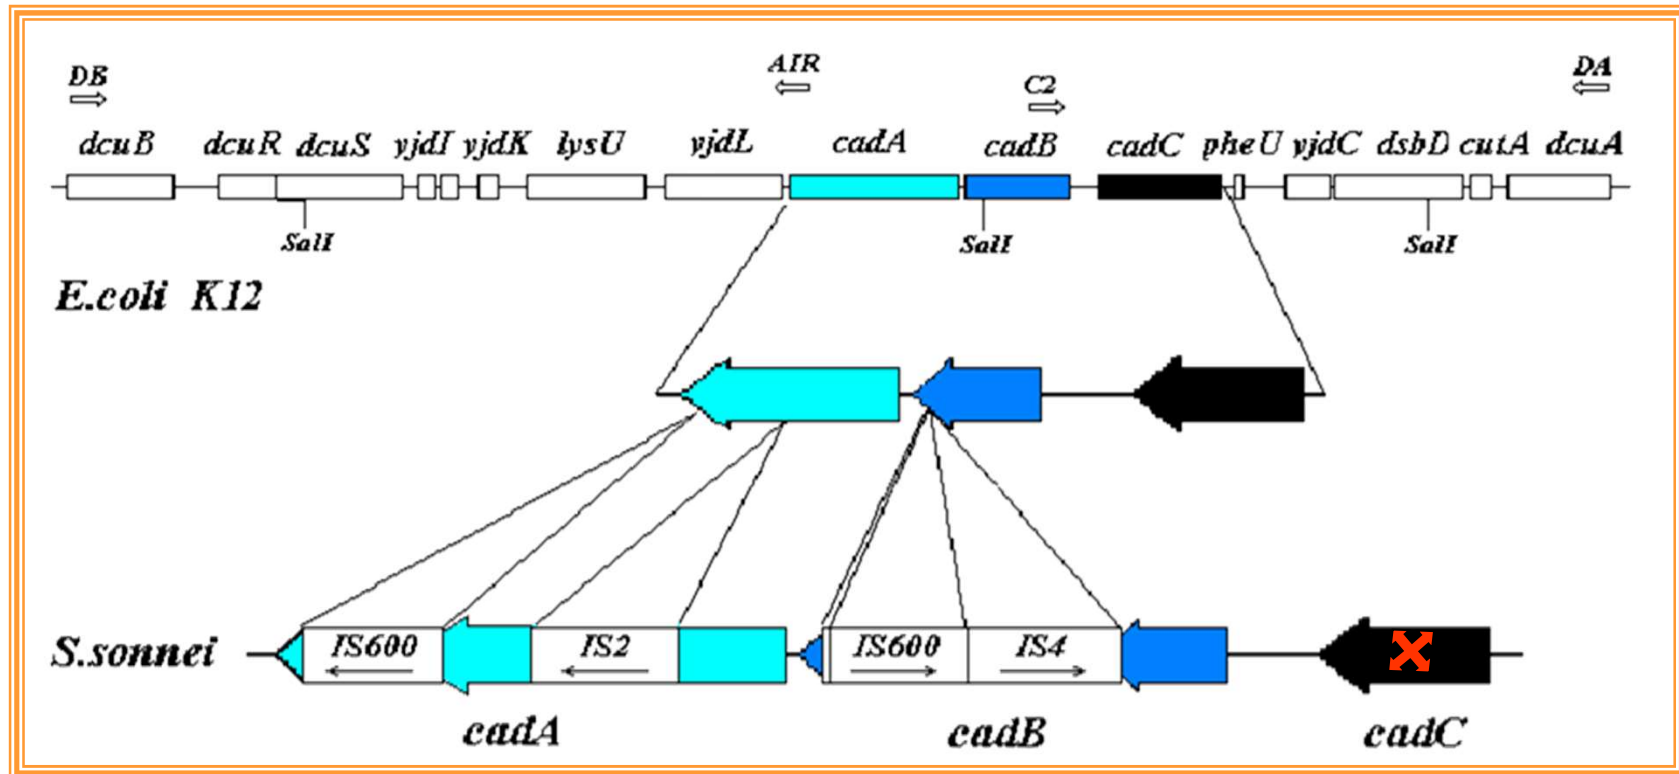 DB AIR C2 DA
dcuB dcuR dcuS yjdI yjdK lysU yjdL cadA cadB cadC pheU yjdC dsbD cutA dcuA
SalI SalI SalI
E.coli K12
S.sonnei IS600 IS2 IS600 IS4
cadA cadB cadC